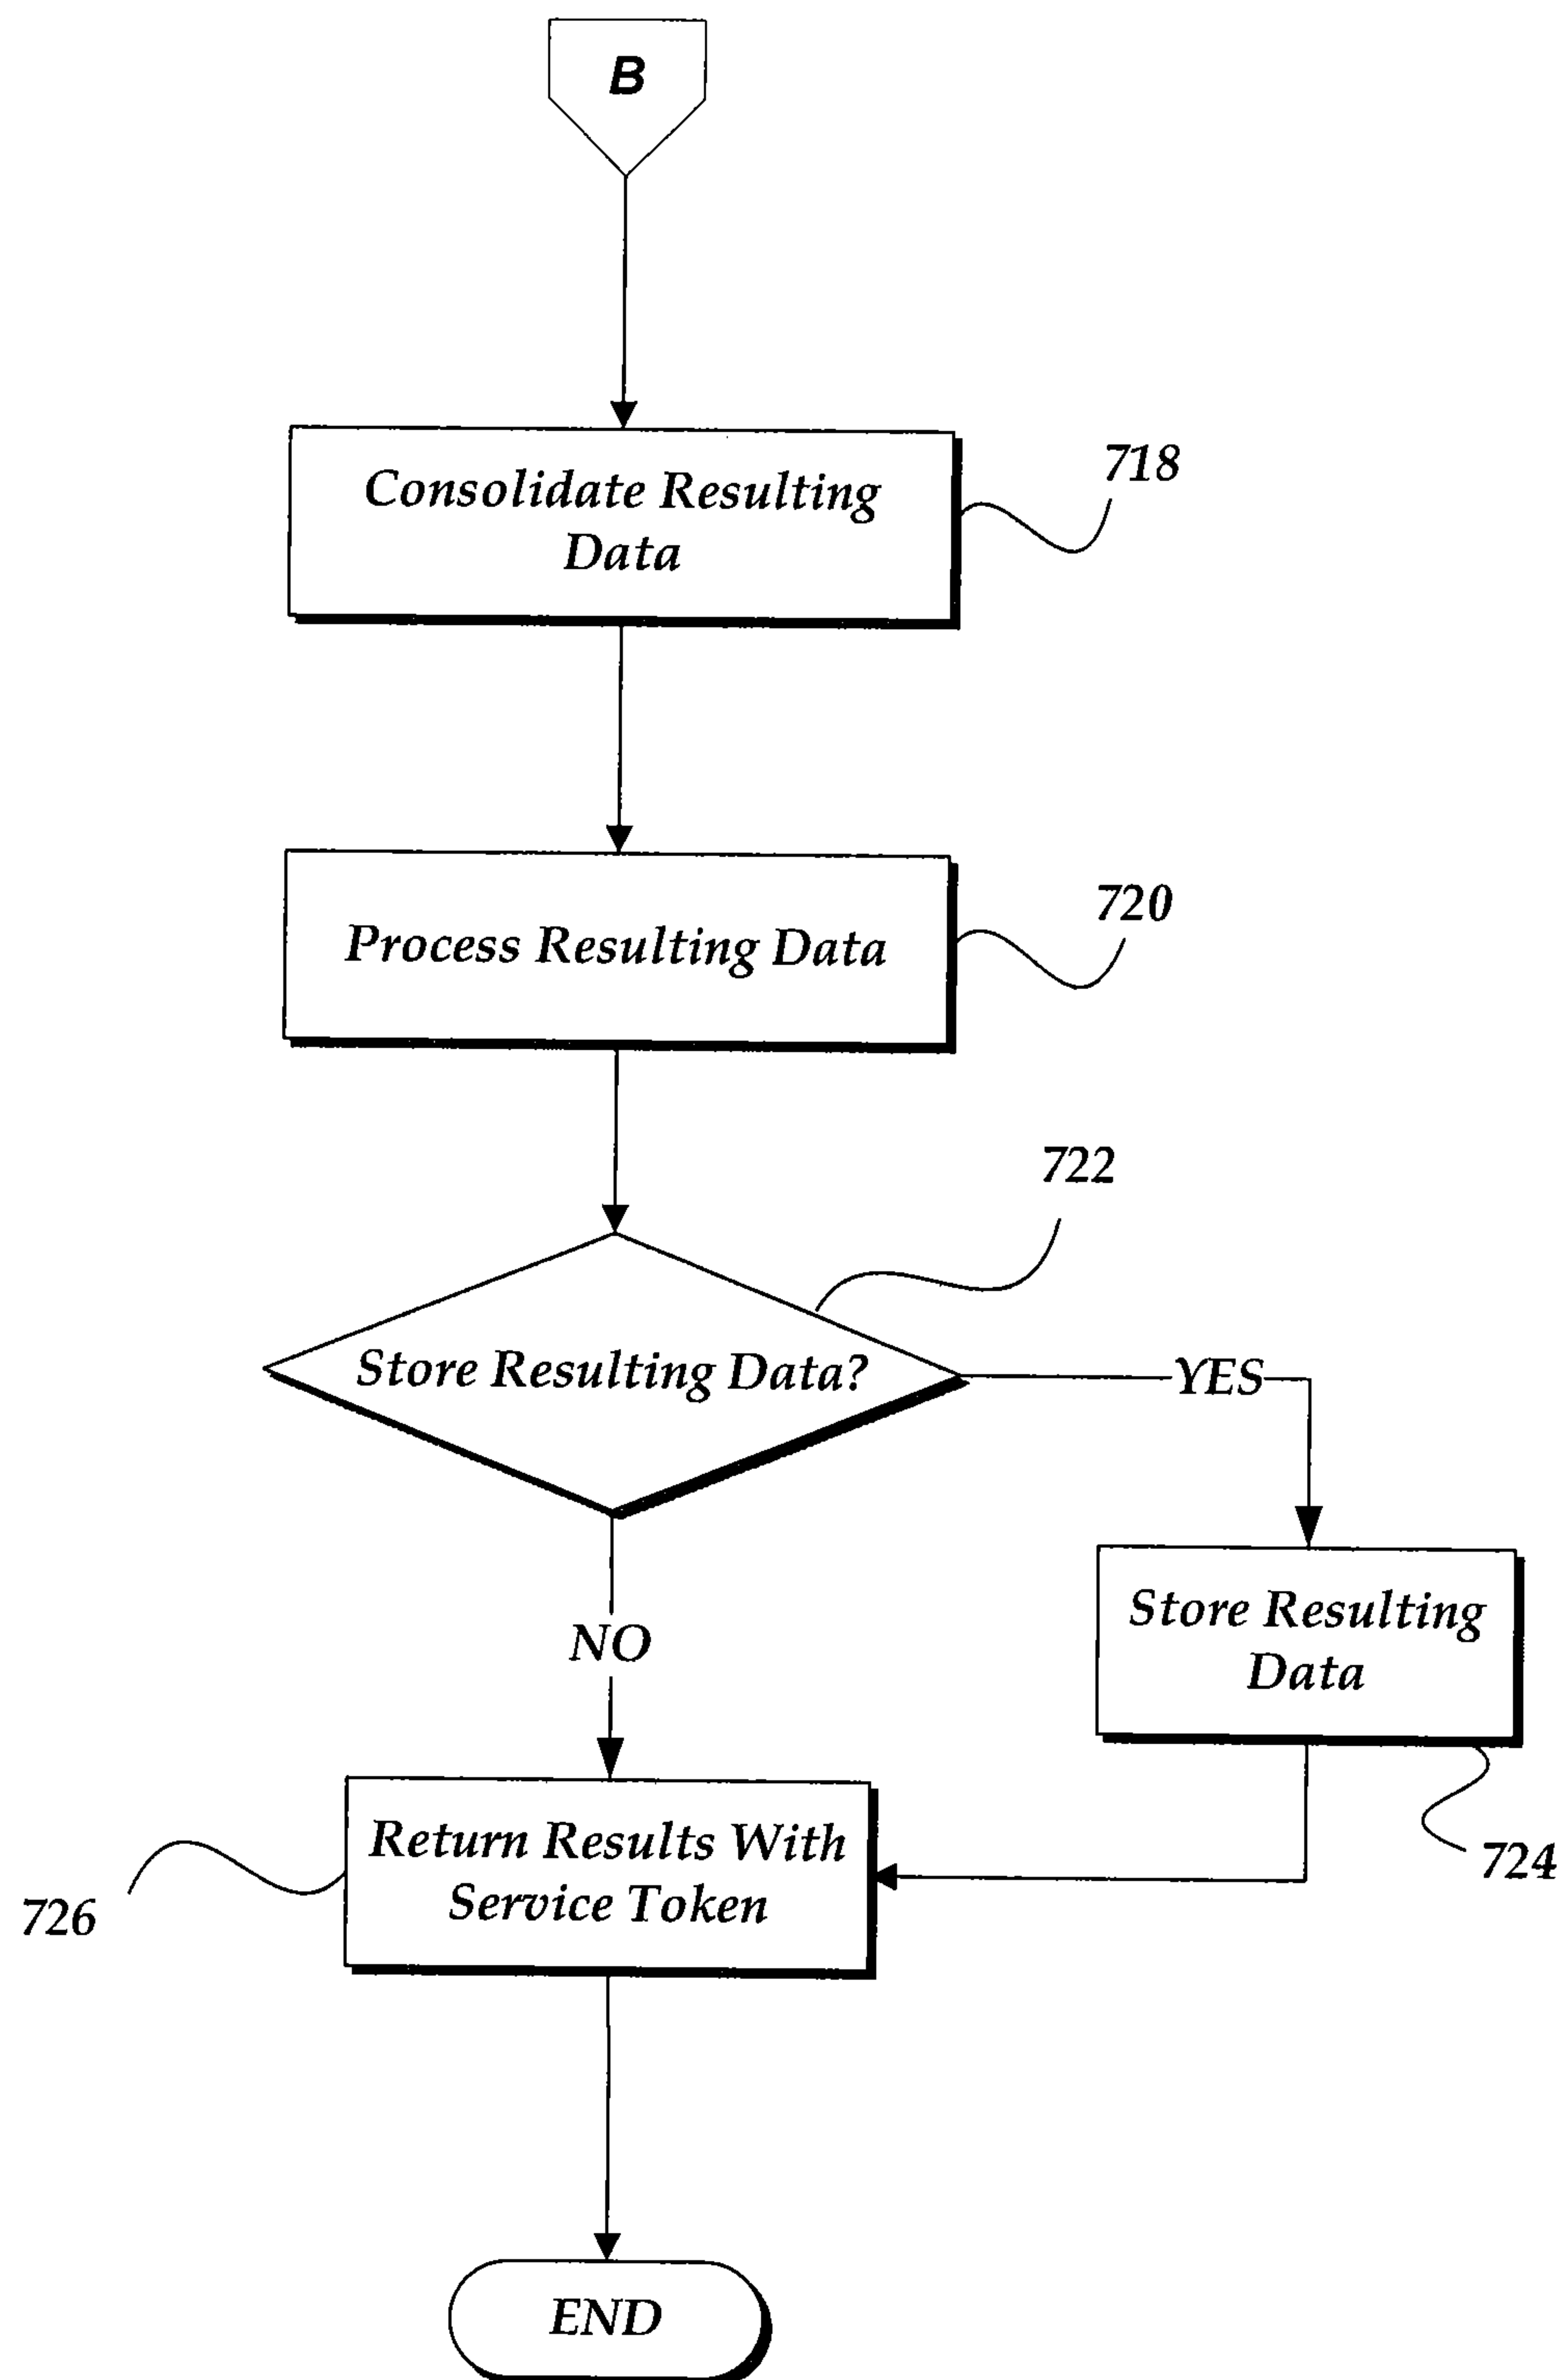 B
Consolidate Resulting
Data
718
Process Resulting Data
720
722
Store Resulting Data?
YES
NO
Store Resulting
Data
724
Return Results With
Service Token
726
END